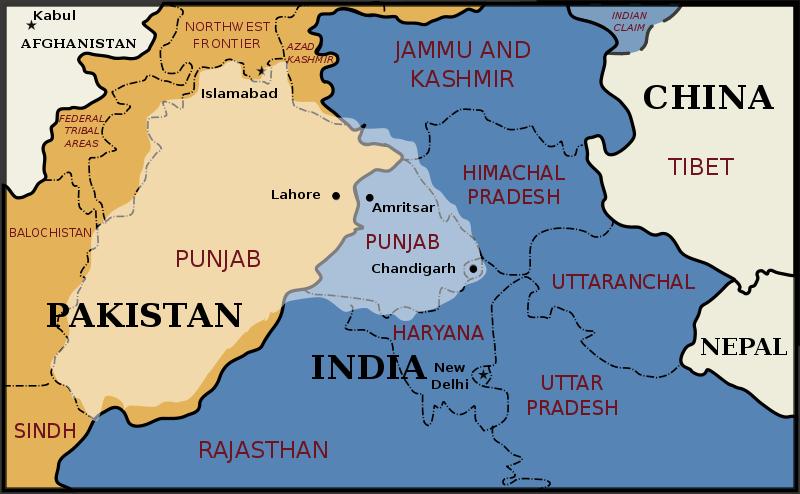 Kabul
AFGHANISTAN
NORTHWEST
FRONTIER
AZAD
KASHMIR
INDIAN
CLAIM
JAMMU AND
KASHMIR
Islamabad
CHINA
FEDERAL
TRIBAL
AREAS
HIMACHAL
PRADESH
TIBET
Lahore
Amritsar
BALOCHISTAN
PUNJAB
PUNJAB
Chandigarh
UTTARANCHAL
PAKISTAN
HARYANA
NEPAL
INDIA
New
Delhi
UTTAR
PRADESH
SINDH
RAJASTHAN